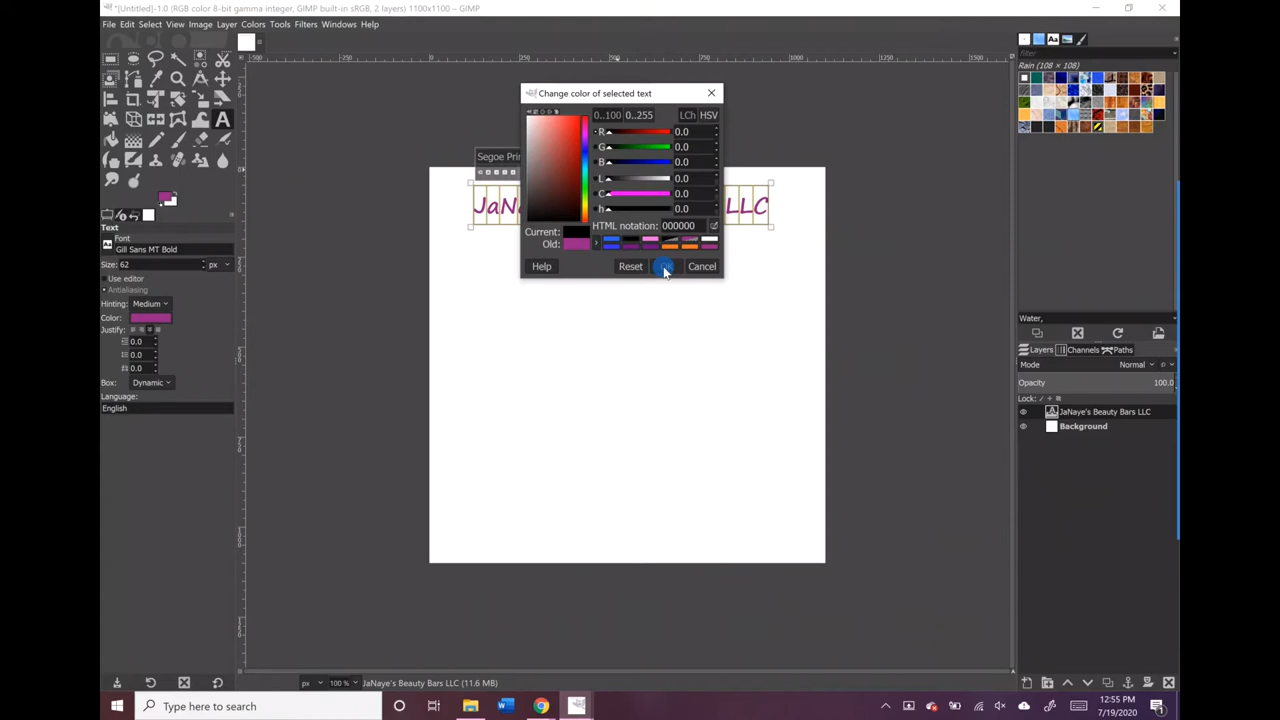 *[Untitled]-1.0 (RGB color 8-bit gamma integer, GIMP built-in sRGB, 2 layers) 1100x1100 – GIMP
File Edit Select View Image Layer Colors Tools Filters Windows Help
Change color of selected text
0..100 0..255 LCh HSV
R 0.0
G 0.0
B 0.0
L 0.0
C 0.0
h 0.0
HTML notation: 000000
Current:
Old:
Help Reset Cancel
Segoe Prin
JaN LLC
Text
Font
Gill Sans MT Bold
Size: 62 px
Use editor
Antialiasing
Hinting: Medium
Color:
Justify:
0.0
0.0
0.0
Box: Dynamic
Language:
English
filter
Rain (108 × 108)
Water,
Layers Channels Paths
Mode Normal
Opacity 100.0
Lock:
JaNaye's Beauty Bars LLC
Background
px 100 % JaNaye's Beauty Bars LLC (11.6 MB)
Type here to search
12:55 PM
7/19/2020